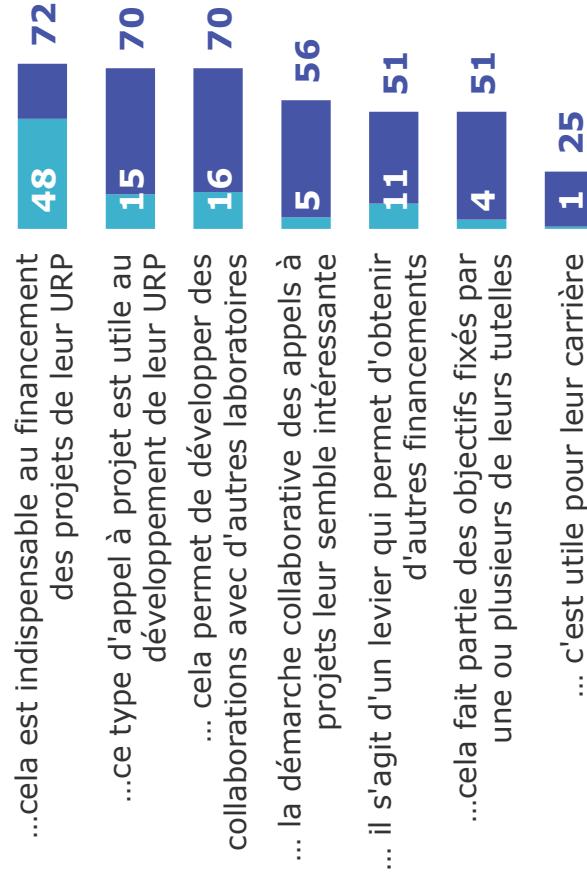 ...cela est indispensable au financement
des projets de leur URP
48
72
...ce type d'appel à projet est utile au
développement de leur URP
15
70
... cela permet de développer des
collaborations avec d'autres laboratoires
16
70
... la démarche collaborative des appels à
projets leur semble intéressante
5
56
... il s'agit d'un levier qui permet d'obtenir
d'autres financements
11
51
...cela fait partie des objectifs fixés par
une ou plusieurs de leurs tutelles
4
51
... c'est utile pour leur carrière
1
25